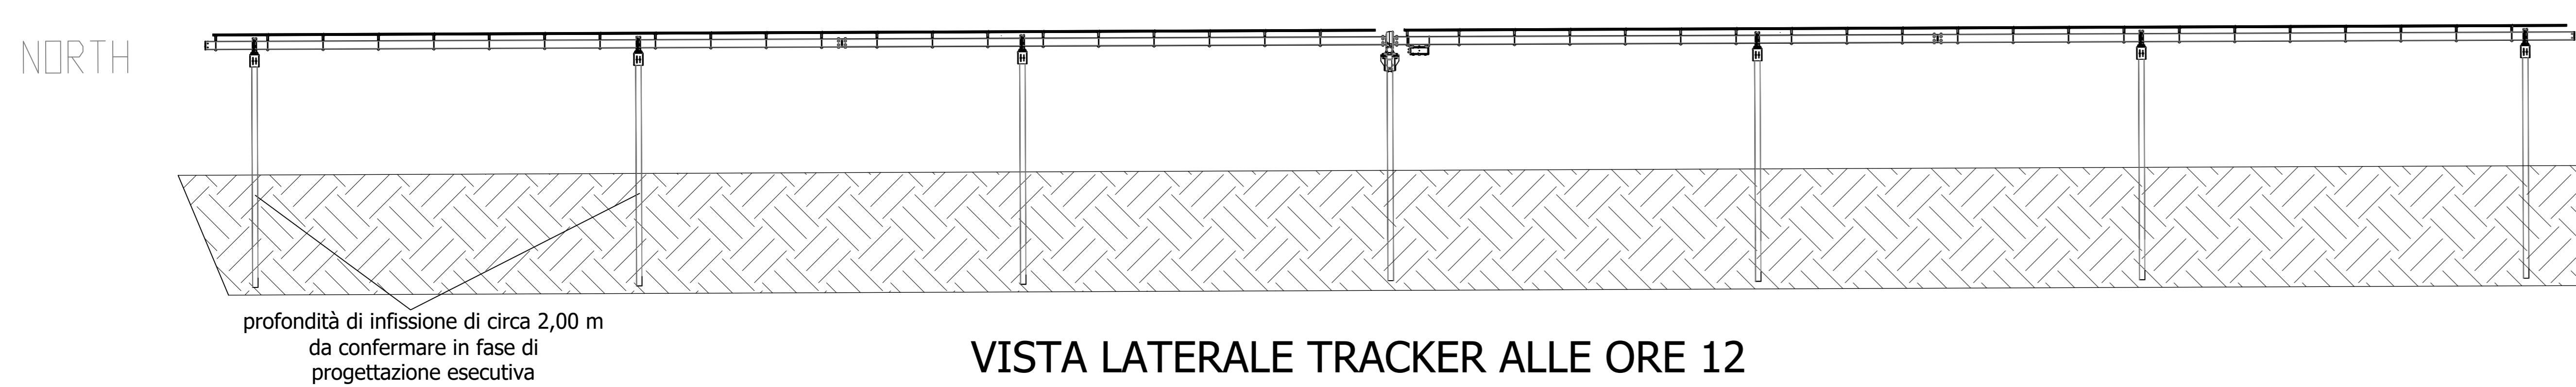 NORTH
profondità di infissione di circa 2,00 m
da confermare in fase di
progettazione esecutiva
VISTA LATERALE TRACKER ALLE ORE 12